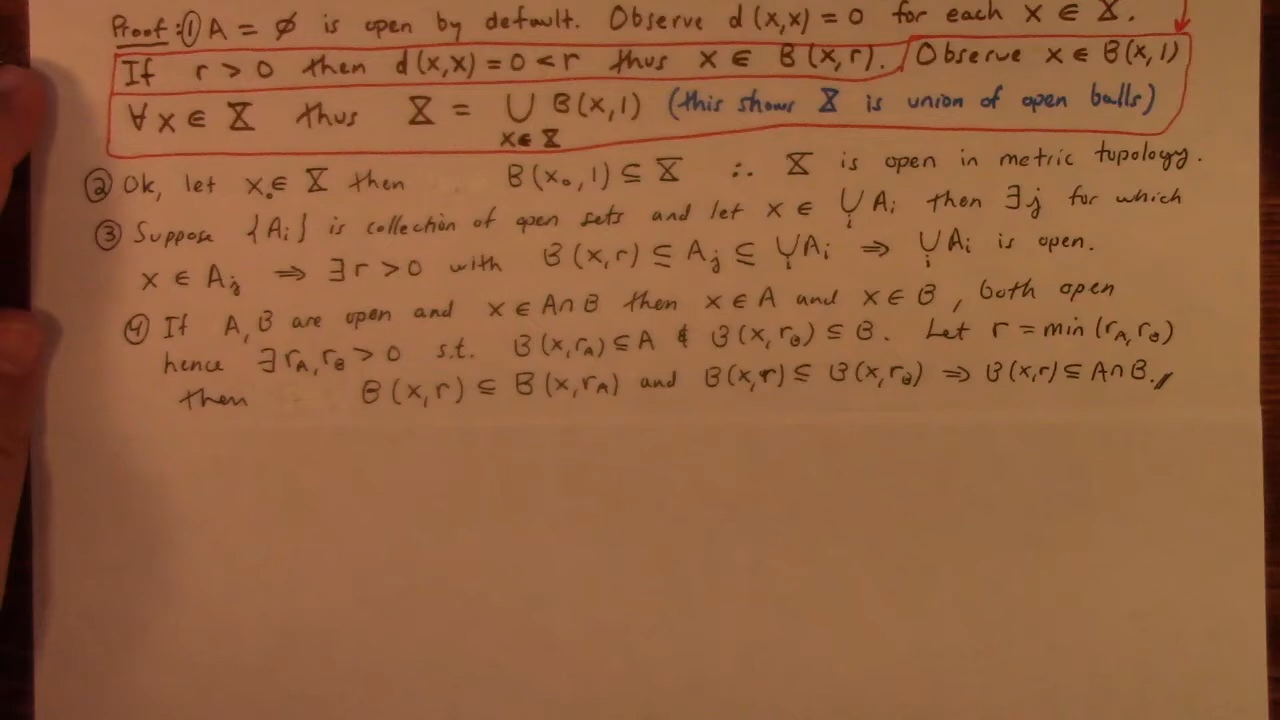 Proof: ① A = ∅ is open by default. Observe d(x,x) = 0 for each x ∈ X.
If r > 0 then d(x,x) = 0 < r thus x ∈ B(x,r). Observe x ∈ B(x,1)
∀ x ∈ X thus X = ⋃ B(x,1) (this shows X is union of open balls)
x∈X
② Ok, let x₀ ∈ X then B(x₀,1) ⊆ X ∴ X is open in metric topology.
③ Suppose {Aᵢ} is collection of open sets and let x ∈ ⋃ᵢ Aᵢ then ∃j for which
x ∈ Aⱼ ⇒ ∃r > 0 with B(x,r) ⊆ Aⱼ ⊆ ⋃ᵢ Aᵢ ⇒ ⋃ᵢ Aᵢ is open.
④ If A, B are open and x ∈ A∩B then x ∈ A and x ∈ B, both open
hence ∃ r_A, r_B > 0 s.t. B(x,r_A) ⊆ A & B(x,r_B) ⊆ B. Let r = min(r_A, r_B)
then B(x,r) ⊆ B(x,r_A) and B(x,r) ⊆ B(x,r_B) ⇒ B(x,r) ⊆ A∩B.//